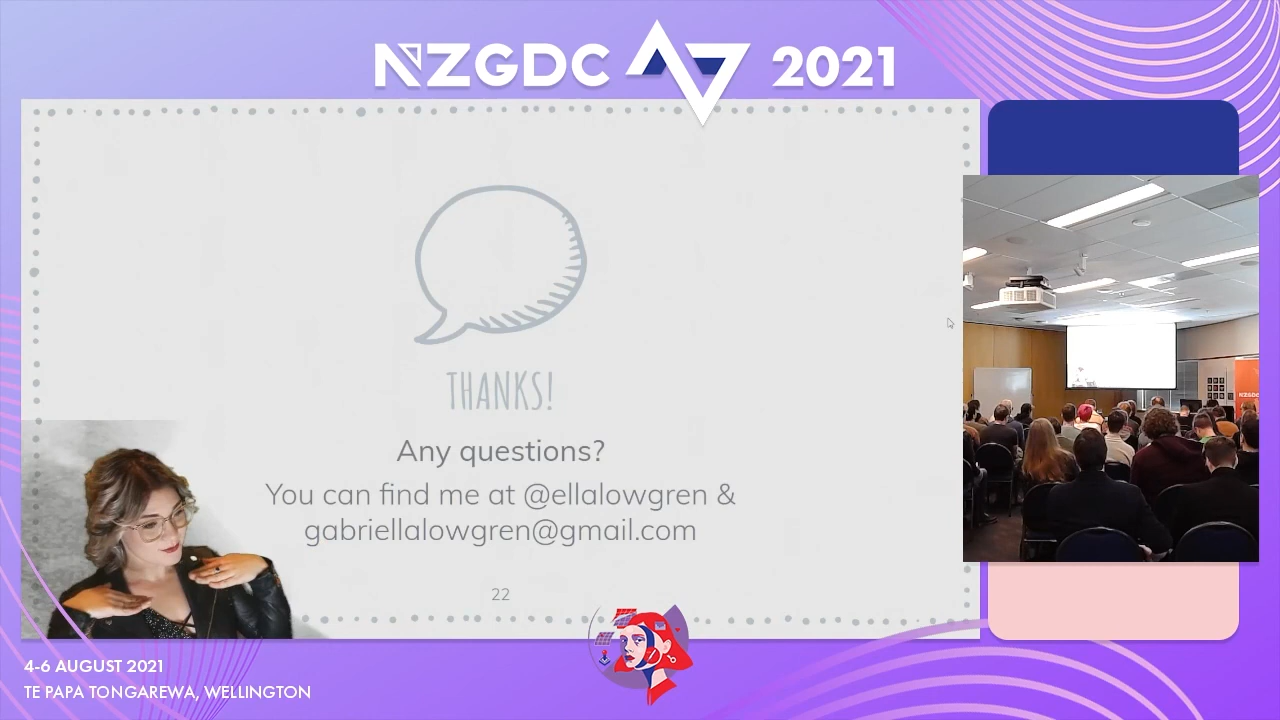 NZGDC 2021
THANKS!
Any questions?
You can find me at @ellalowgren &
gabriellalowgren@gmail.com
22
NZGDC
4-6 AUGUST 2021
TE PAPA TONGAREWA, WELLINGTON